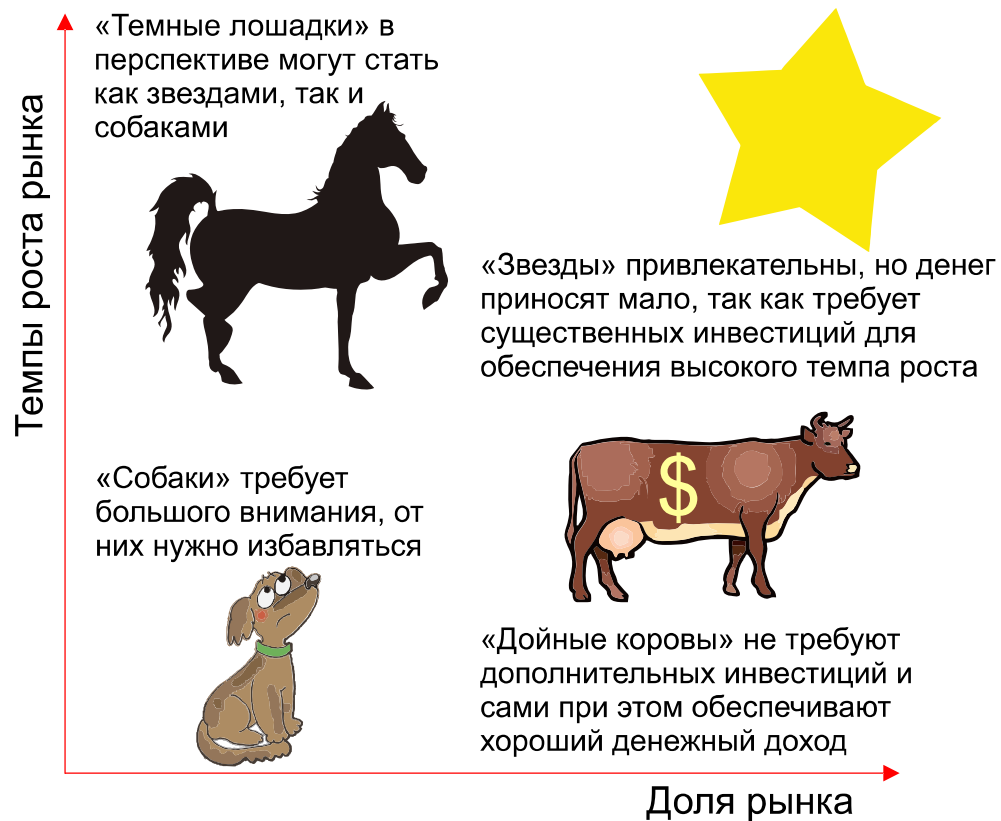 «Темные лошадки» в
перспективе могут стать
как звездами, так и
собаками
Темпы роста рынка
«Звезды» привлекательны, но денег
приносят мало, так как требует
существенных инвестиций для
обеспечения высокого темпа роста
$
«Собаки» требует
большого внимания, от
них нужно избавляться
«Дойные коровы» не требуют
дополнительных инвестиций и
сами при этом обеспечивают
хороший денежный доход
Доля рынка